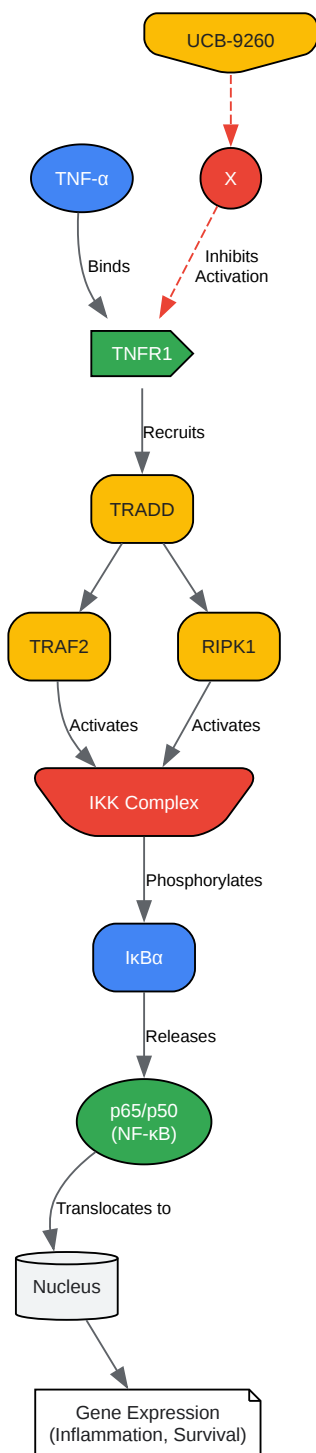 UCB-9260
TNF-α
X
Binds
Inhibits
Activation
TNFR1
Recruits
TRADD
TRAF2
RIPK1
Activates
Activates
IKK Complex
Phosphorylates
IκBα
Releases
p65/p50
(NF-κB)
Translocates to
Nucleus
Gene Expression
(Inflammation, Survival)